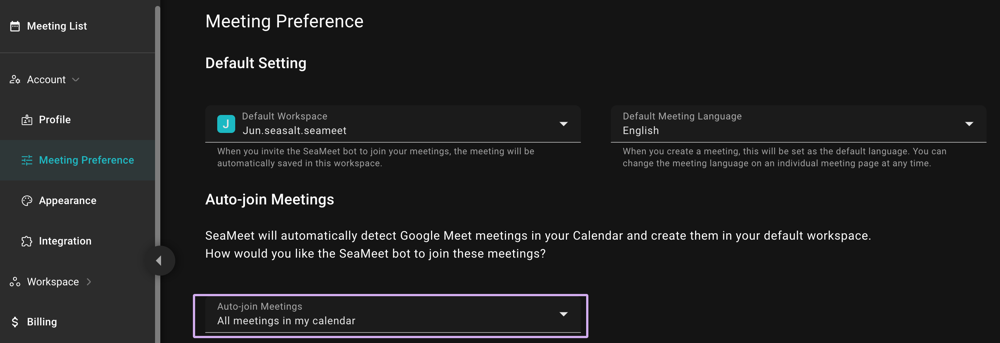 Meeting List
Account
Profile
Meeting Preference
Appearance
Integration
Workspace
Billing
Meeting Preference
Default Setting
J
Default Workspace
Jun.seasalt.seameet
When you invite the SeaMeet bot to join your meetings, the meeting will be
automatically saved in this workspace.
Default Meeting Language
English
When you create a meeting, this will be set as the default language. You can
change the meeting language on an individual meeting page at any time.
Auto-join Meetings
SeaMeet will automatically detect Google Meet meetings in your Calendar and create them in your default workspace.
How would you like the SeaMeet bot to join these meetings?
Auto-join Meetings
All meetings in my calendar